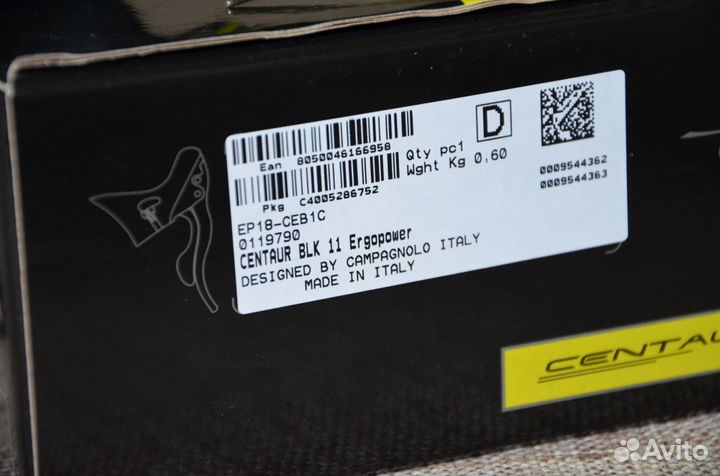 Ean 8050046166958
Qty pc1
Wght Kg 0,60
D
Pkg C4005286752
0009544362
0009544363
EP18-CEB1C
0119790
CENTAUR BLK 11 Ergopower
DESIGNED BY CAMPAGNOLO ITALY
MADE IN ITALY
CENTAU
Avito